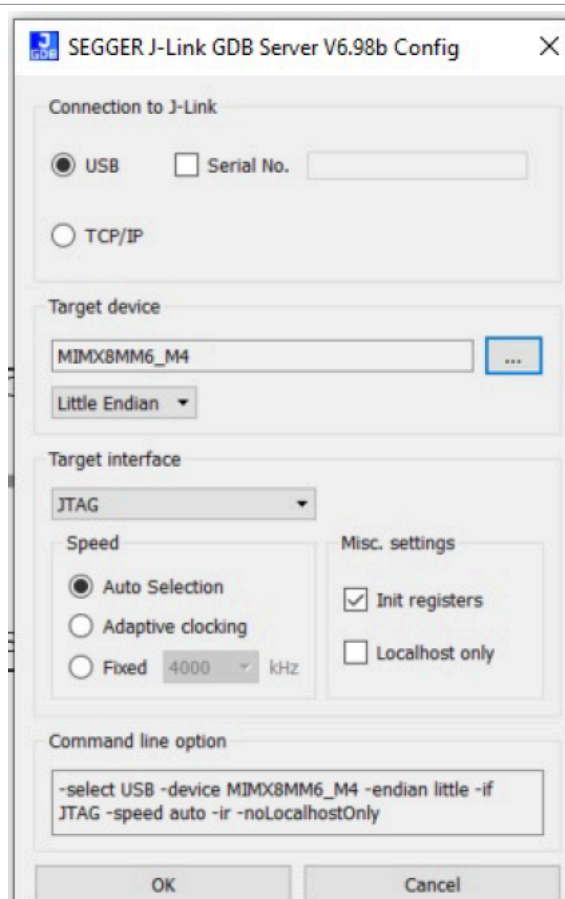 J
GDB
SEGGER J-Link GDB Server V6.98b Config
Connection to J-Link
USB
Serial No.
TCP/IP
Target device
MIMX8MM6_M4
...
Little Endian
Target interface
JTAG
Speed
Auto Selection
Adaptive clocking
Fixed 4000 kHz
Misc. settings
Init registers
Localhost only
Command line option
-select USB -device MIMX8MM6_M4 -endian little -if
JTAG -speed auto -ir -noLocalhostOnly
OK
Cancel